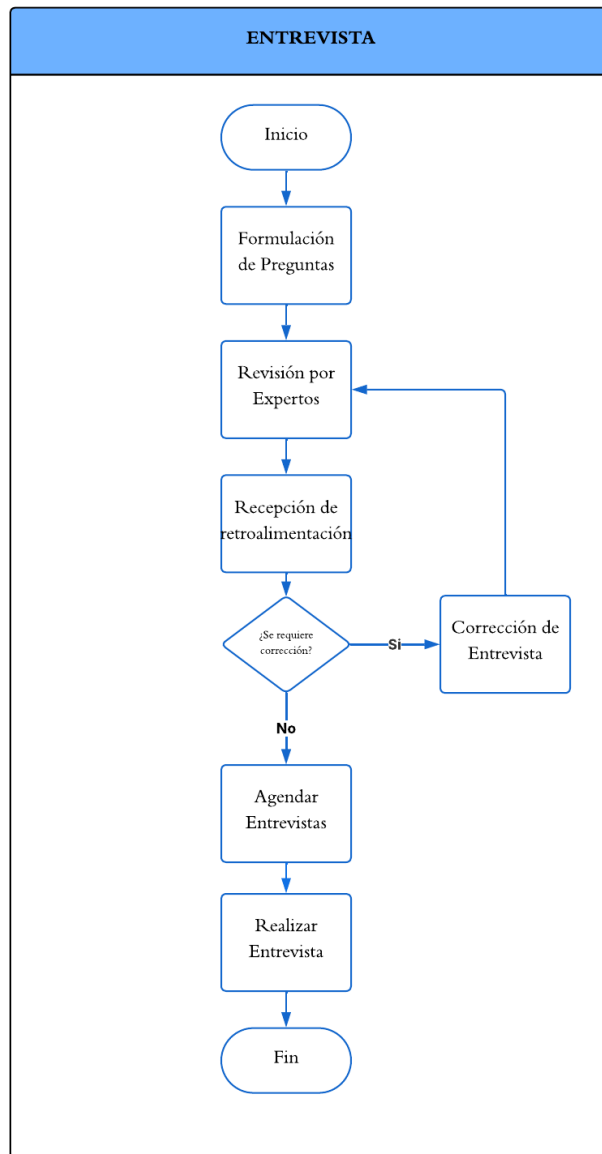 ENTREVISTA
Inicio
Formulación
de Preguntas
Revisión por
Expertos
Recepción de
retroalimentación
¿Se requiere
corrección?
Si
Corrección de
Entrevista
No
Agendar
Entrevistas
Realizar
Entrevista
Fin